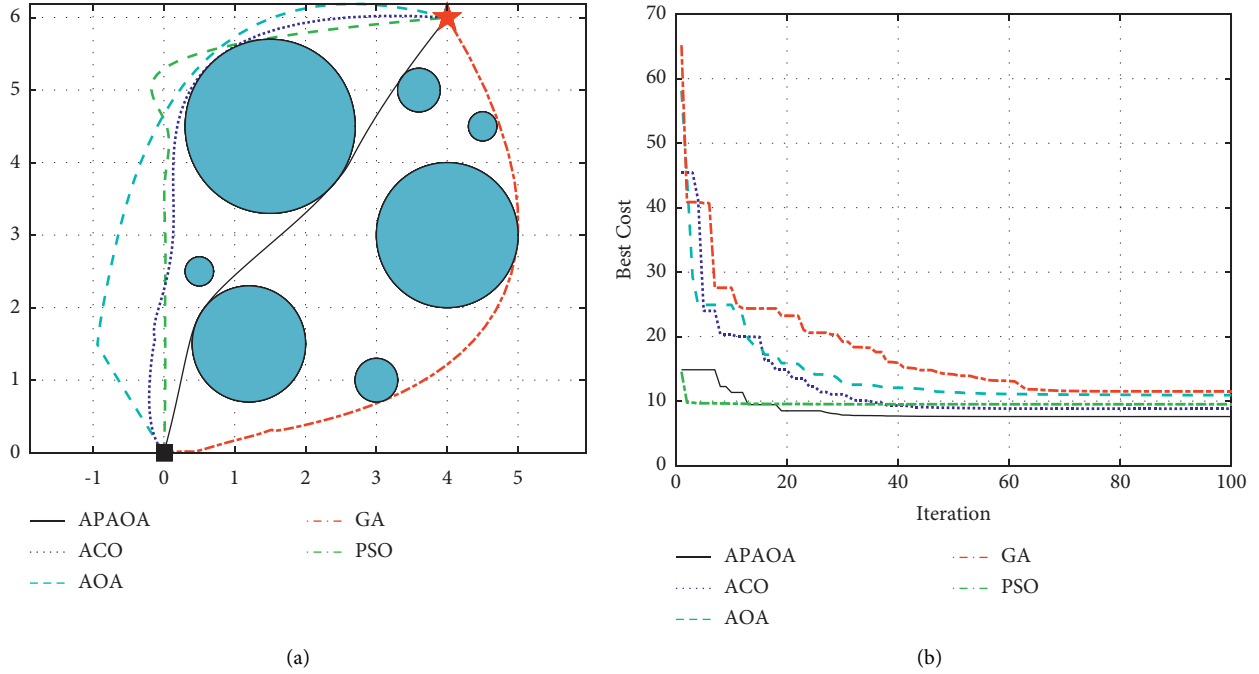 6
5
4
3
2
1
0
-1 0 1 2 3 4 5
APAOA
ACO
AOA
GA
PSO
(a)
70
60
50
40
30
20
10
0
Best Cost
0 20 40 60 80 100
Iteration
APAOA
ACO
AOA
GA
PSO
(b)